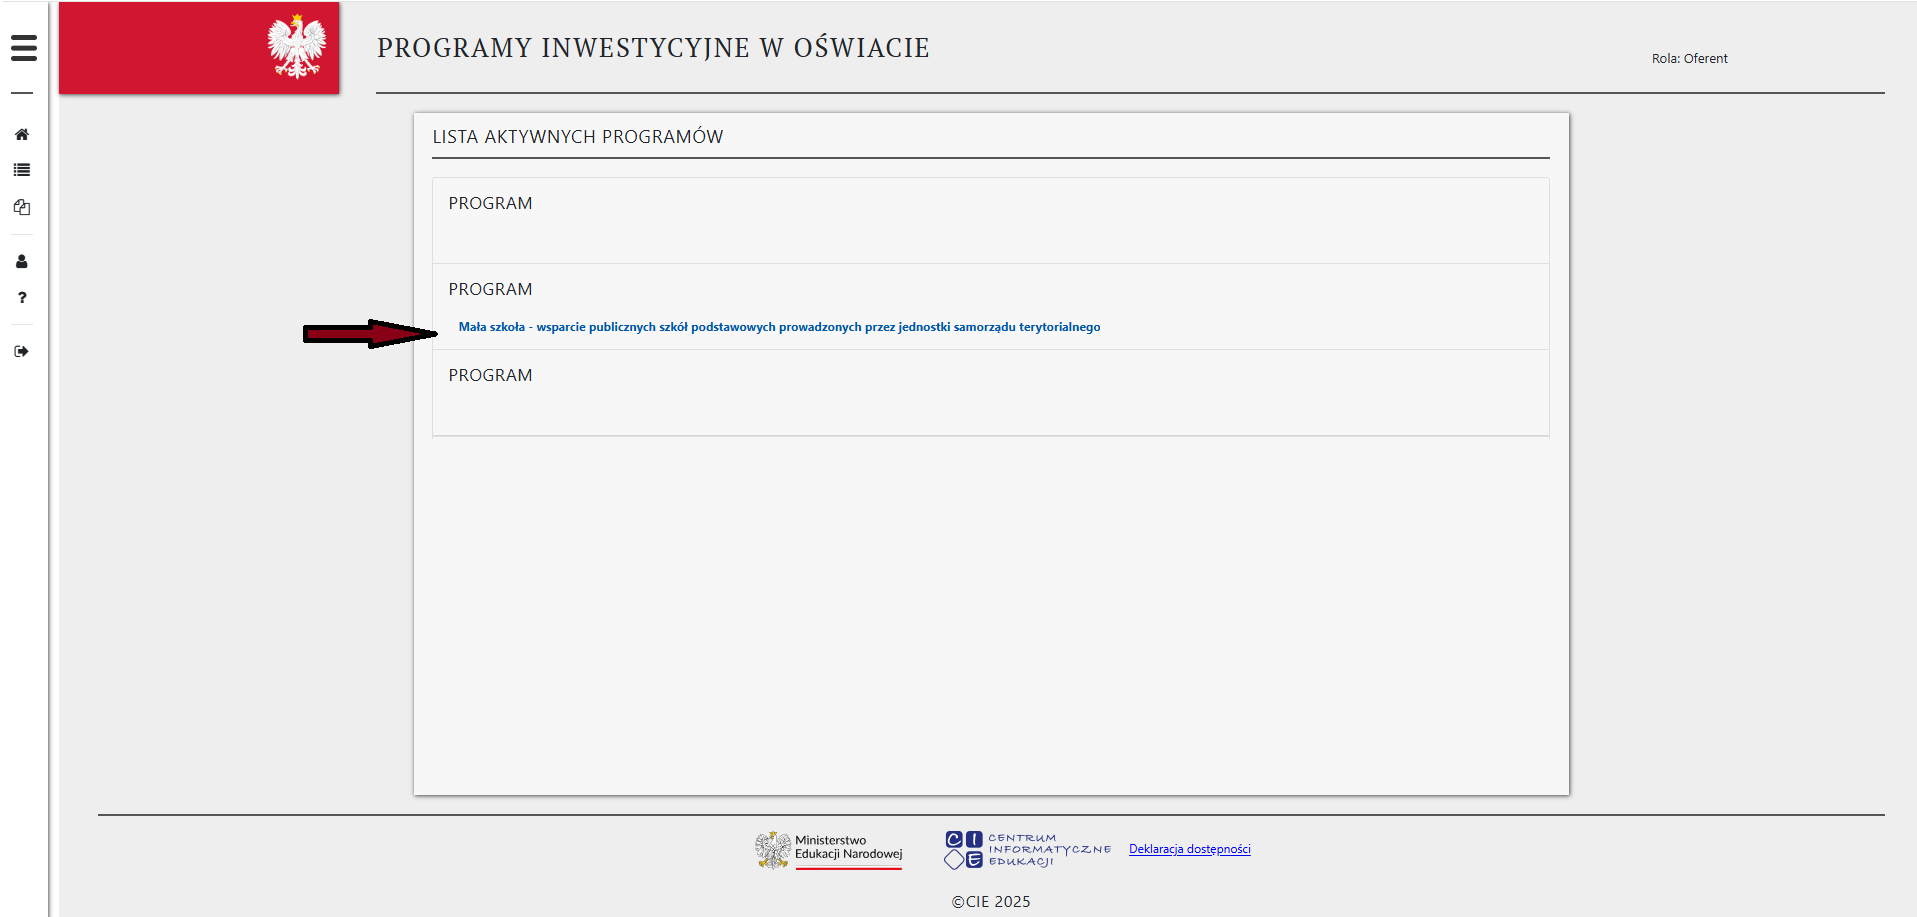 PROGRAMY INWESTYCYJNE W OŚWIACIE
Rola: Oferent
LISTA AKTYWNYCH PROGRAMÓW
PROGRAM
PROGRAM
Mała szkoła - wsparcie publicznych szkół podstawowych prowadzonych przez jednostki samorządu terytorialnego
PROGRAM
Ministerstwo
Edukacji Narodowej
CIE
CENTRUM
INFORMATYCZNE
EDUKACJI
Deklaracja dostępności
©CIE 2025